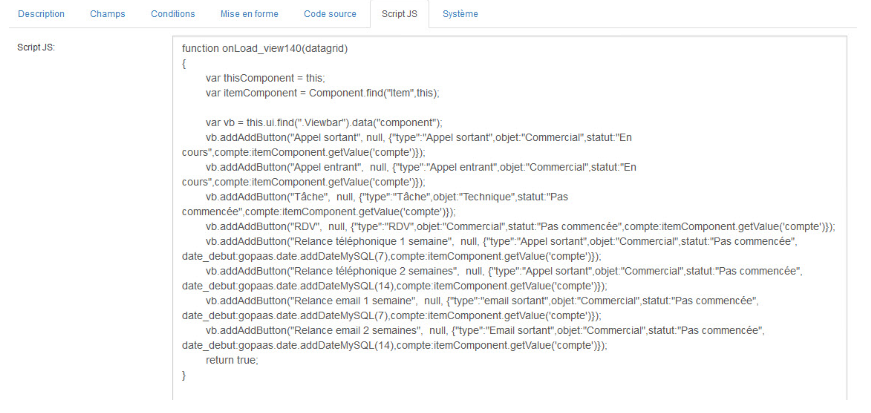 Description Champs Conditions Mise en forme Code source Script JS Système
Script JS:
function onLoad_view140(datagrid)
{
var thisComponent = this;
var itemComponent = Component.find("Item",this);
var vb = this.ui.find(".Viewbar").data("component");
vb.addAddButton("Appel sortant", null, {"type":"Appel sortant",objet:"Commercial",statut:"En
cours",compte:itemComponent.getValue('compte')});
vb.addAddButton("Appel entrant", null, {"type":"Appel entrant",objet:"Commercial",statut:"En
cours",compte:itemComponent.getValue('compte')});
vb.addAddButton("Tâche", null, {"type":"Tâche",objet:"Technique",statut:"Pas
commencée",compte:itemComponent.getValue('compte')});
vb.addAddButton("RDV", null, {"type":"RDV",objet:"Commercial",statut:"Pas commencée",compte:itemComponent.getValue('compte')});
vb.addAddButton("Relance téléphonique 1 semaine", null, {"type":"Appel sortant",objet:"Commercial",statut:"Pas commencée",
date_debut:gopaas.date.addDateMySQL(7),compte:itemComponent.getValue('compte')});
vb.addAddButton("Relance téléphonique 2 semaines", null, {"type":"Appel sortant",objet:"Commercial",statut:"Pas commencée",
date_debut:gopaas.date.addDateMySQL(14),compte:itemComponent.getValue('compte')});
vb.addAddButton("Relance email 1 semaine", null, {"type":"email sortant",objet:"Commercial",statut:"Pas commencée",
date_debut:gopaas.date.addDateMySQL(7),compte:itemComponent.getValue('compte')});
vb.addAddButton("Relance email 2 semaines", null, {"type":"Email sortant",objet:"Commercial",statut:"Pas commencée",
date_debut:gopaas.date.addDateMySQL(14),compte:itemComponent.getValue('compte')});
return true;
}